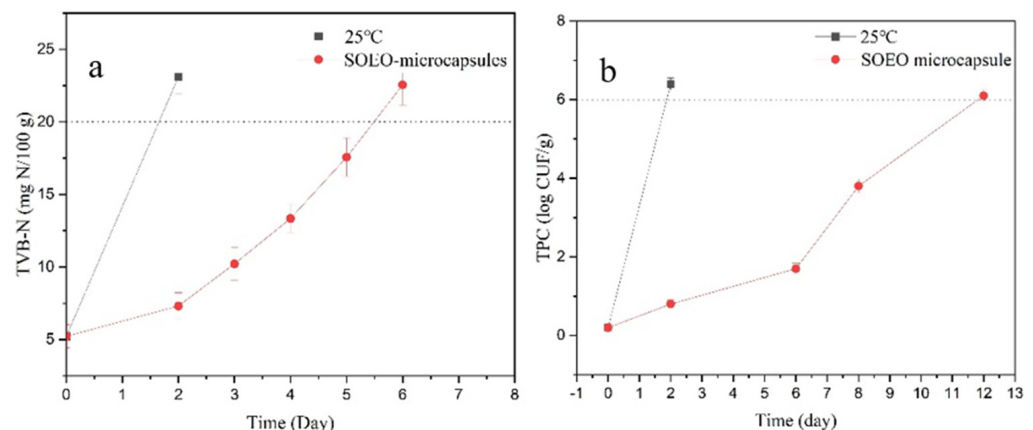 a
25℃
SOEO-microcapsules
TVB-N (mg N/100 g)
25
20
15
10
5
0 1 2 3 4 5 6 7 8
Time (Day)
b
25℃
SOEO microcapsule
TPC (log CUF/g)
8
6
4
2
0
-1 0 1 2 3 4 5 6 7 8 9 10 11 12 13
Time (day)